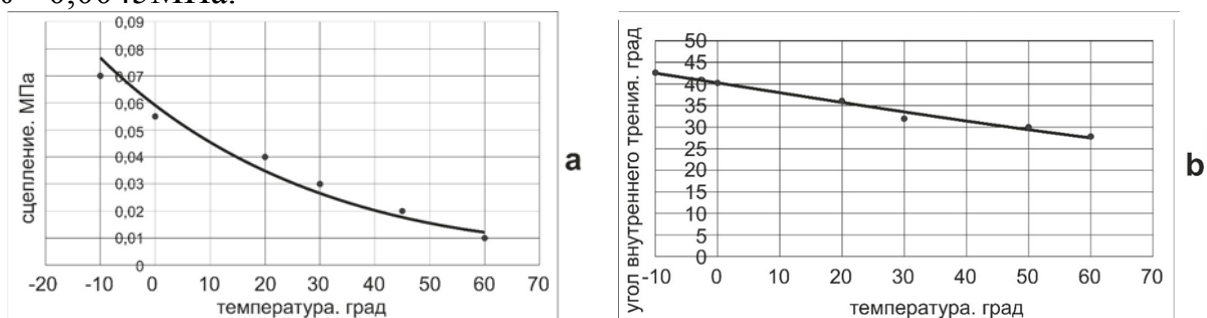 0,09
0,08
0,07
0,06
0,05
0,04
0,03
0,02
0,01
0
-20 -10 0 10 20 30 40 50 60 70
сцепление. МПа
температура. град
a
50
45
40
35
30
25
20
15
10
5
0
-10 0 10 20 30 40 50 60 70
угол внутреннего трения. град
температура. град
b